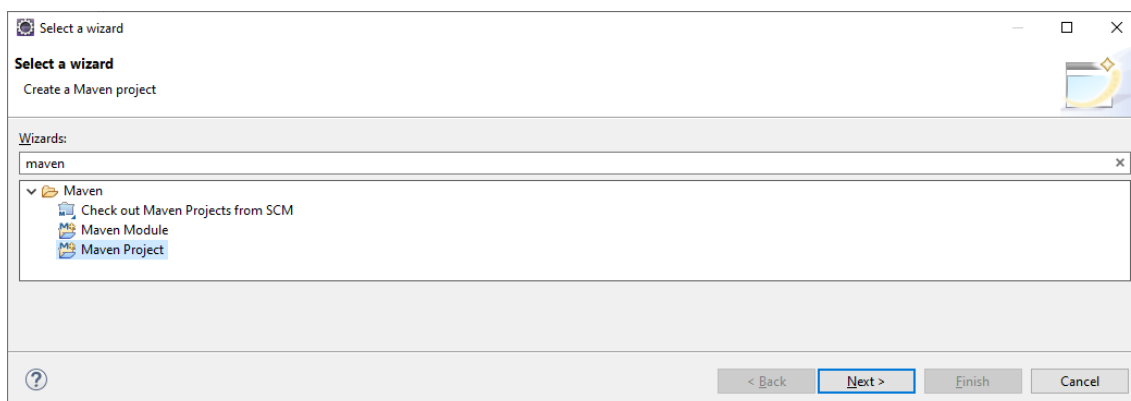 Select a wizard
Select a wizard
Create a Maven project
Wizards:
maven
Maven
Check out Maven Projects from SCM
Maven Module
Maven Project
< Back Next > Finish Cancel